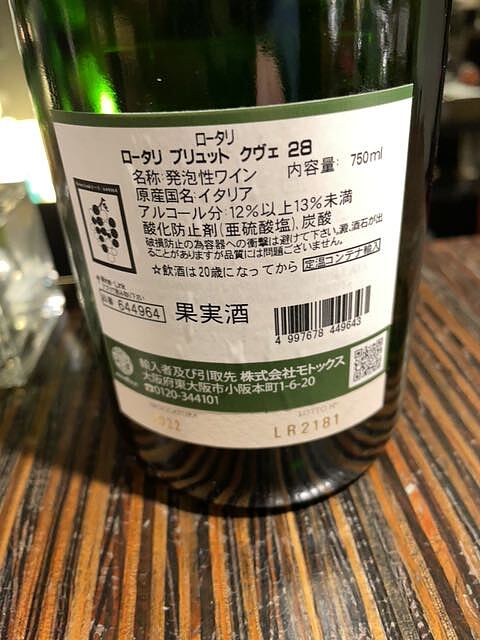 ロータリ
ロータリ ブリュット クヴェ 28
名称:発泡性ワイン 内容量: 750ml
原産国名:イタリア
アルコール分:12%以上13%未満
酸化防止剤(亜硫酸塩),炭酸
破損防止の為容器への衝撃は避けて下さい。澱、酒石が出
ることがありますが品質には問題ございません。
☆飲酒は20歳になってから 定温コンテナ輸入
品番 644964 果実酒
4 997678 449643
輸入者及び引取先 株式会社モトックス
大阪府東大阪市小阪本町1-6-20
☎0120-344101
SBOCCATURA LOTTO N°
2022 LR2181